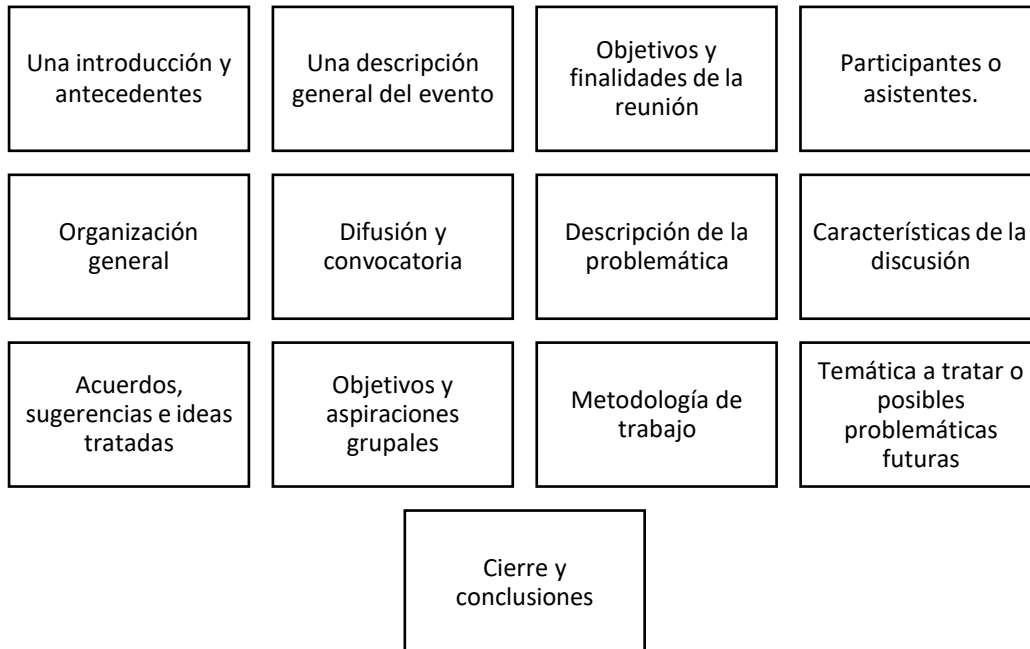 Una introducción y
antecedentes
Una descripción
general del evento
Objetivos y
finalidades de la
reunión
Participantes o
asistentes.
Organización
general
Difusión y
convocatoria
Descripción de la
problemática
Características de la
discusión
Acuerdos,
sugerencias e ideas
tratadas
Objetivos y
aspiraciones
grupales
Metodología de
trabajo
Temática a tratar o
posibles
problemáticas
futuras
Cierre y
conclusiones